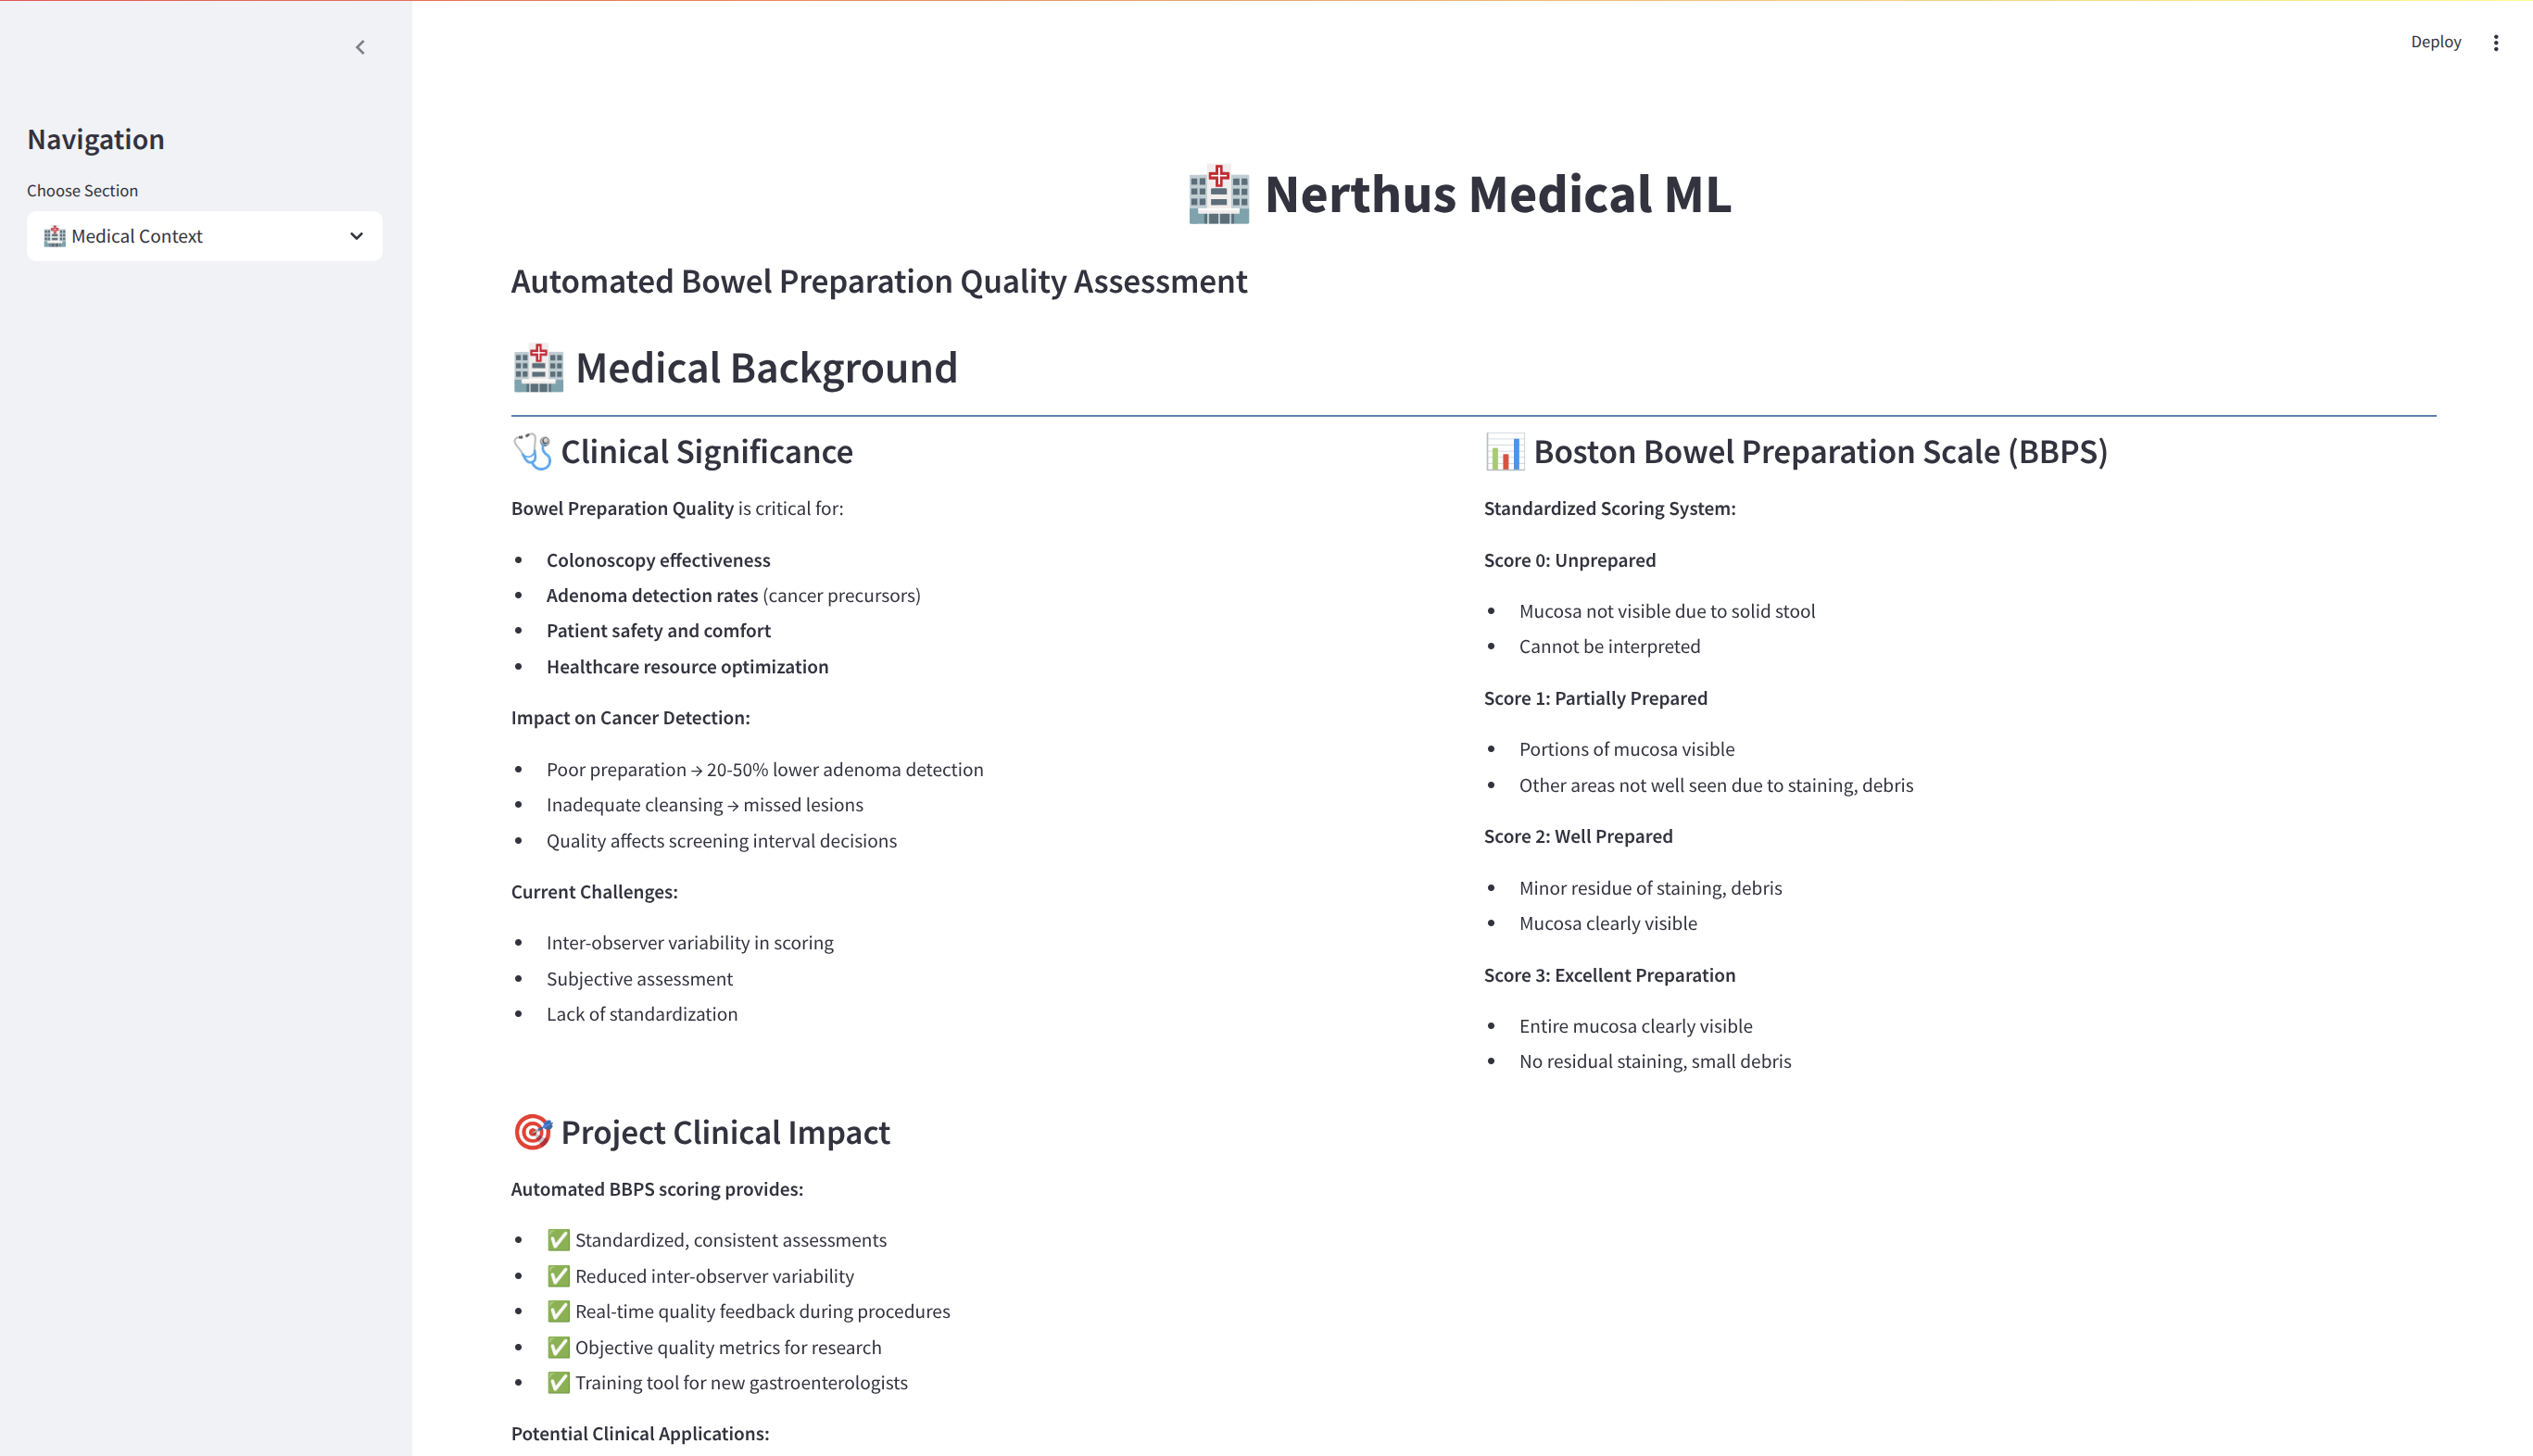 Deploy
Navigation
Choose Section
🏥 Medical Context
🏥 Nerthus Medical ML
Automated Bowel Preparation Quality Assessment
🏥 Medical Background
🩺 Clinical Significance
Bowel Preparation Quality is critical for:
• Colonoscopy effectiveness
• Adenoma detection rates (cancer precursors)
• Patient safety and comfort
• Healthcare resource optimization
Impact on Cancer Detection:
• Poor preparation → 20-50% lower adenoma detection
• Inadequate cleansing → missed lesions
• Quality affects screening interval decisions
Current Challenges:
• Inter-observer variability in scoring
• Subjective assessment
• Lack of standardization
📊 Boston Bowel Preparation Scale (BBPS)
Standardized Scoring System:
Score 0: Unprepared
• Mucosa not visible due to solid stool
• Cannot be interpreted
Score 1: Partially Prepared
• Portions of mucosa visible
• Other areas not well seen due to staining, debris
Score 2: Well Prepared
• Minor residue of staining, debris
• Mucosa clearly visible
Score 3: Excellent Preparation
• Entire mucosa clearly visible
• No residual staining, small debris
🎯 Project Clinical Impact
Automated BBPS scoring provides:
• ✅ Standardized, consistent assessments
• ✅ Reduced inter-observer variability
• ✅ Real-time quality feedback during procedures
• ✅ Objective quality metrics for research
• ✅ Training tool for new gastroenterologists
Potential Clinical Applications: